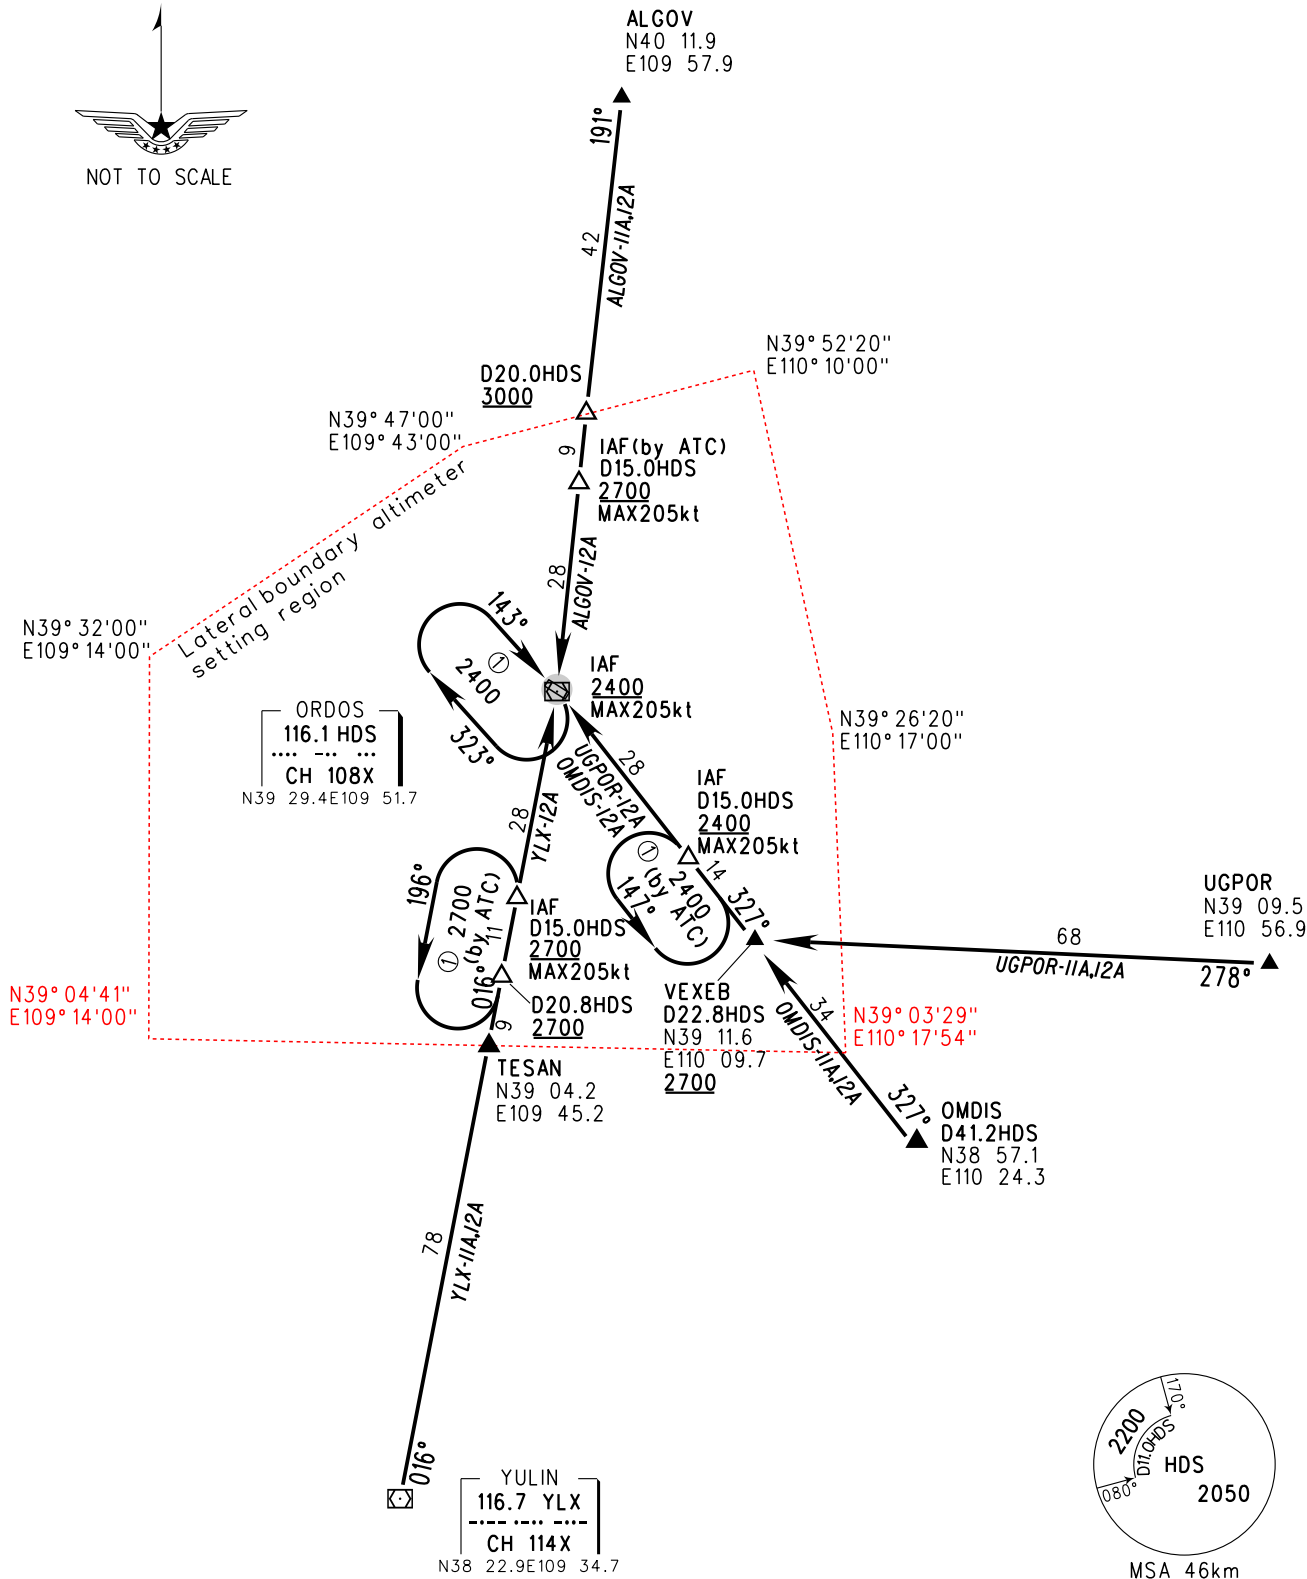 ALGOV
N40 11.9
E109 57.9
NOT TO SCALE
191°
42
ALGOV-11A,12A
N39°52'20"
E110°10'00"
D20.0HDS
3000
N39°47'00"
E109°43'00"
9
IAF(by ATC)
D15.0HDS
2700
MAX205kt
Lateral boundary altimeter
setting region
28
ALGOV-12A
N39°32'00"
E109°14'00"
143°
① 2400
323°
IAF
2400
MAX205kt
ORDOS
116.1 HDS
···· -·· ···
CH 108X
N39 29.4E109 51.7
N39°26'20"
E110°17'00"
28
UGPOR-12A
OMDIS-12A
IAF
D15.0HDS
2400
MAX205kt
28
YLX-12A
① 2400
(by ATC)
147°
14
327°
196°
① 2700
(by ATC)
11
016°
IAF
D15.0HDS
2700
MAX205kt
UGPOR
N39 09.5
E110 56.9
68
UGPOR-11A,12A
278°
N39°04'41"
E109°14'00"
D20.8HDS
2700
9
VEXEB
D22.8HDS
N39 11.6
E110 09.7
2700
34
OMDIS-11A,12A
N39°03'29"
E110°17'54"
TESAN
N39 04.2
E109 45.2
327°
OMDIS
D41.2HDS
N38 57.1
E110 24.3
78
YLX-11A,12A
016°
YULIN
116.7 YLX
-·-- ·-·· -··-
CH 114X
N38 22.9E109 34.7
170°
2200
D11.0HDS
HDS
080°
2050
MSA 46km